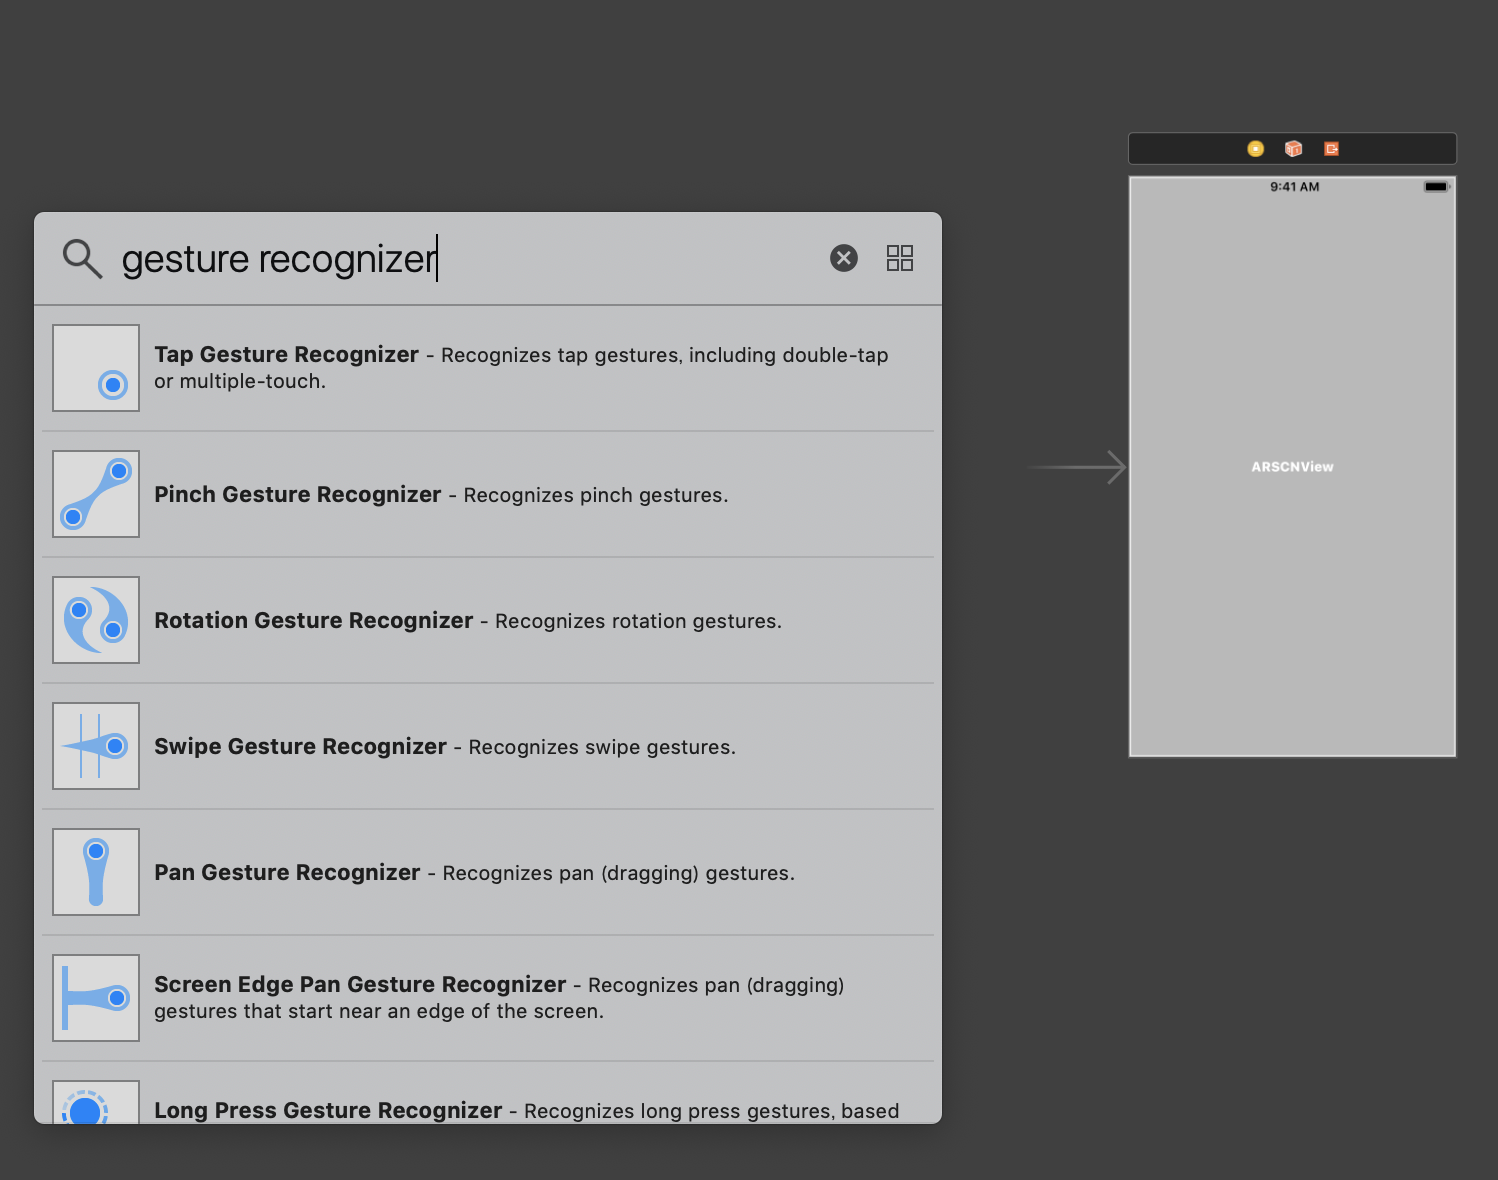 gesture recognizer
Tap Gesture Recognizer - Recognizes tap gestures, including double-tap
or multiple-touch.
Pinch Gesture Recognizer - Recognizes pinch gestures.
Rotation Gesture Recognizer - Recognizes rotation gestures.
Swipe Gesture Recognizer - Recognizes swipe gestures.
Pan Gesture Recognizer - Recognizes pan (dragging) gestures.
Screen Edge Pan Gesture Recognizer - Recognizes pan (dragging)
gestures that start near an edge of the screen.
Long Press Gesture Recognizer - Recognizes long press gestures, based
9:41 AM
ARSCNView